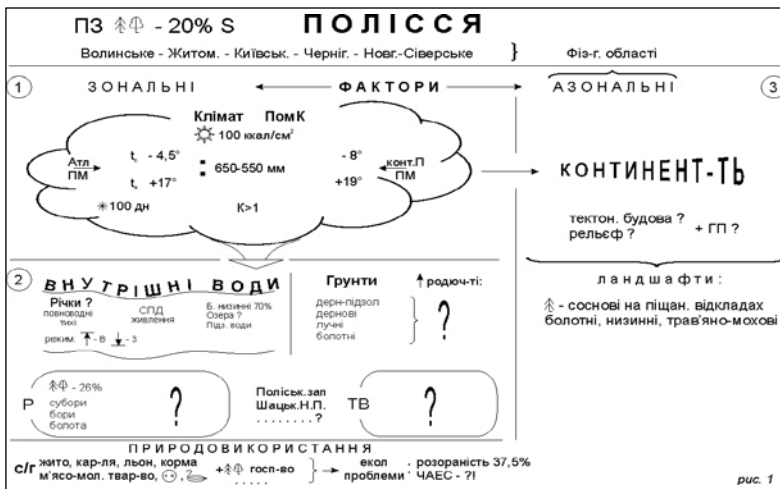 ПЗ - 20% S ПОЛІССЯ
Волинське - Житом. - Київськ. - Черніг. - Новг.-Сіверське } Фіз-г. області
1 ЗОНАЛЬНІ ФАКТОРИ АЗОНАЛЬНІ 3
Клімат ПомК
100 ккал/см²
Атл ПМ
- 4,5°
+17°
650-550 мм
- 8°
+19°
конт.П ПМ
100 дн
К>1
КОНТИНЕНТ-ТЬ
тектон. будова ?
рельєф ?
+ ГП ?
ландшафти:
- соснові на піщан. відкладах
болотні, низинні, трав'яно-мохові
2 ВНУТРІШНІ ВОДИ
Річки ?
повноводні
тихі
СПД
живлення
Б. низинні 70%
Озера ?
Підз. води
режим: - В - З
Грунти
дерн-підзол
дернові
лучні
болотні
родюч-ті:
?
Р
- 26%
субори
бори
болота
?
Поліськ.зап
Шацьк.Н.П.
. . . . . . . . ?
ТВ
?
ПРИРОДОВИКОРИСТАННЯ
с/г жито, кар-ля, льон, корма
м'ясо-мол. твар-во,
+ госп-во
. . . . .
екол проблеми :
розораність 37,5%
ЧАЕС - ?!
рис. 1